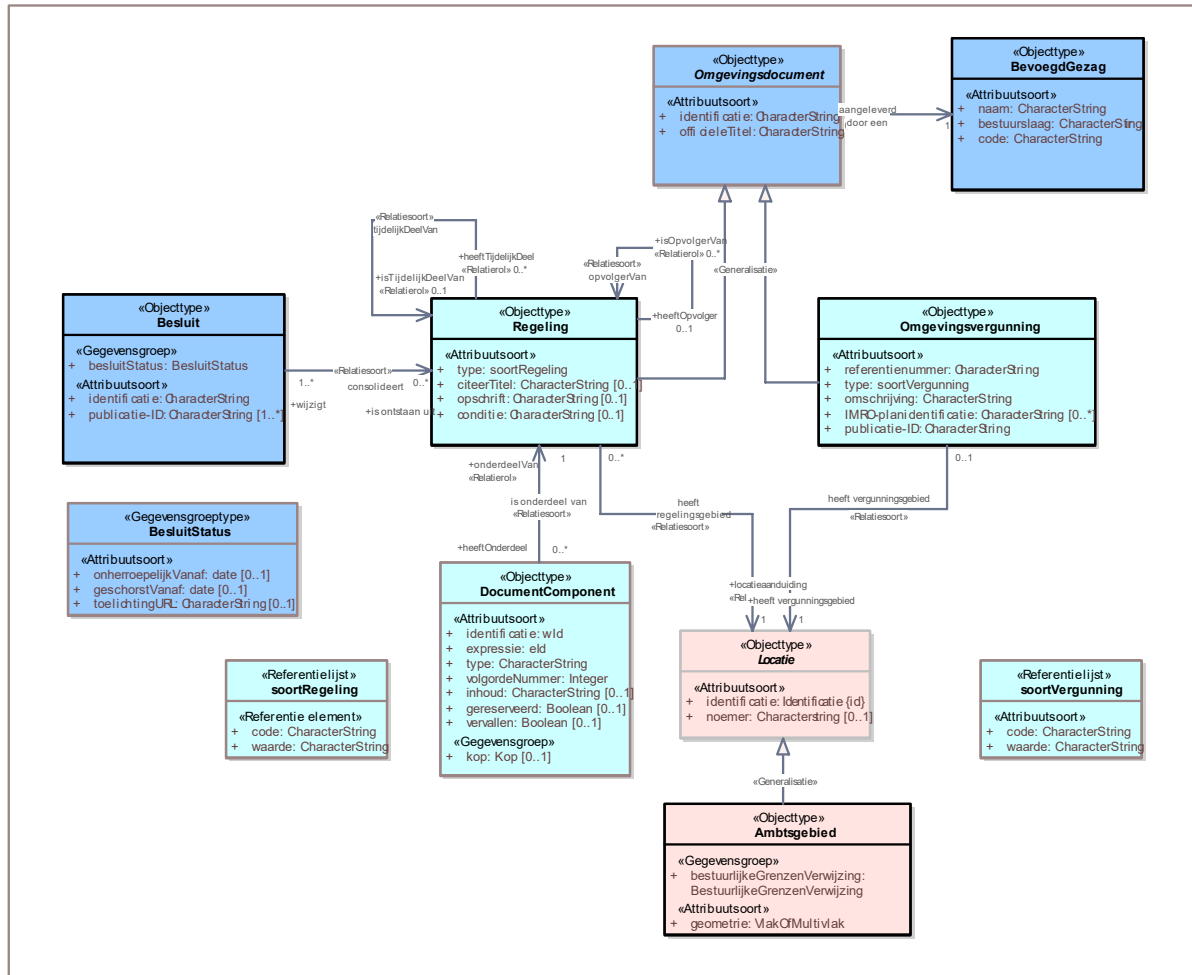 «Objecttype»
Omgevingsdocument
«Attribuutsoort»
+ identificatie: CharacterString
+ officieleTitel: CharacterString
aangeleverd
door een
1
«Objecttype»
BevoegdGezag
«Attribuutsoort»
+ naam: CharacterString
+ bestuurslaag: CharacterString
+ code: CharacterString
«Relatiesoort»
tijdelijkDeelVan
+heeftTijdelijkDeel
«Relatierol» 0..*
+isTijdelijkDeelVan
«Relatierol» 0..1
+isOpvolgerVan
«Relatierol» 0..*
«Relatiesoort»
opvolgerVan
+heeftOpvolger
0..1
«Generalisatie»
«Objecttype»
Besluit
«Gegevensgroep»
+ besluitStatus: BesluitStatus
«Attribuutsoort»
+ identificatie: CharacterString
+ publicatie-ID: CharacterString [1..*]
1..*
+wijzigt
«Relatiesoort»
consolideert
0..*
+is ontstaan uit
«Objecttype»
Regeling
«Attribuutsoort»
+ type: soortRegeling
+ citeerTitel: CharacterString [0..1]
+ opschrift: CharacterString [0..1]
+ conditie: CharacterString [0..1]
«Objecttype»
Omgevingsvergunning
«Attribuutsoort»
+ referentienummer: CharacterString
+ type: soortVergunning
+ omschrijving: CharacterString
+ IMRO-planidentificatie: CharacterString [0..*]
+ publicatie-ID: CharacterString
+onderdeelVan
«Relatierol»
1
0..*
0..1
is onderdeel van
«Relatiesoort»
heeft
regelingsgebied
«Relatiesoort»
heeft vergunningsgebied
«Relatiesoort»
+heeftOnderdeel
0..*
«Gegevensgroeptype»
BesluitStatus
«Attribuutsoort»
+ onherroepelijkVanaf: date [0..1]
+ geschorstVanaf: date [0..1]
+ toelichtingURL: CharacterString [0..1]
«Objecttype»
DocumentComponent
«Attribuutsoort»
+ identificatie: wId
+ expressie: eId
+ type: CharacterString
+ volgordeNummer: Integer
+ inhoud: CharacterString [0..1]
+ gereserveerd: Boolean [0..1]
+ vervallen: Boolean [0..1]
«Gegevensgroep»
+ kop: Kop [0..1]
+locatieaanduiding
«Rel
+heeft vergunningsgebied
1
1
«Referentielijst»
soortRegeling
«Referentie element»
+ code: CharacterString
+ waarde: CharacterString
«Objecttype»
Locatie
«Attribuutsoort»
+ identificatie: Identificatie {id}
+ noemer: Characterstring [0..1]
«Referentielijst»
soortVergunning
«Attribuutsoort»
+ code: CharacterString
+ waarde: CharacterString
«Generalisatie»
«Objecttype»
Ambtsgebied
«Gegevensgroep»
+ bestuurlijkeGrenzenVerwijzing:
BestuurlijkeGrenzenVerwijzing
«Attribuutsoort»
+ geometrie: VlakOfMultivlak